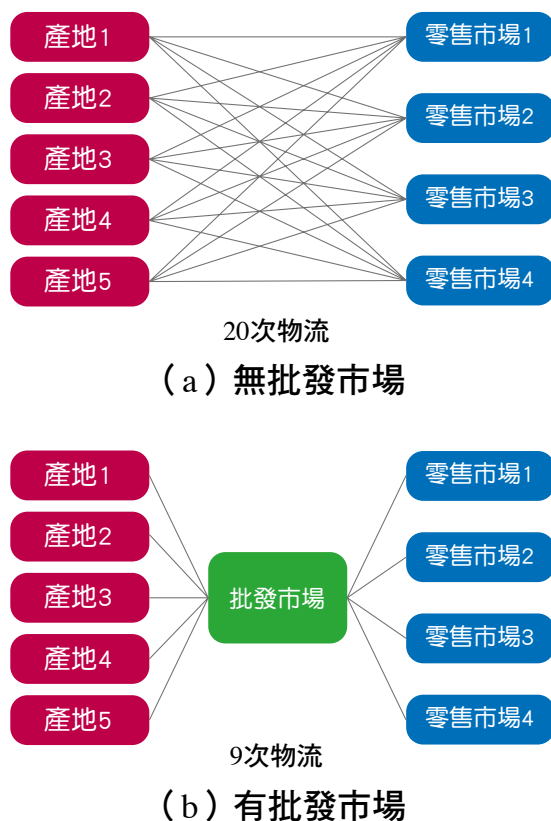 產地1
零售市場1
產地2
零售市場2
產地3
零售市場3
產地4
產地5
零售市場4
20次物流
（a）無批發市場
產地1
零售市場1
產地2
零售市場2
產地3
批發市場
零售市場3
產地4
產地5
零售市場4
9次物流
（b）有批發市場